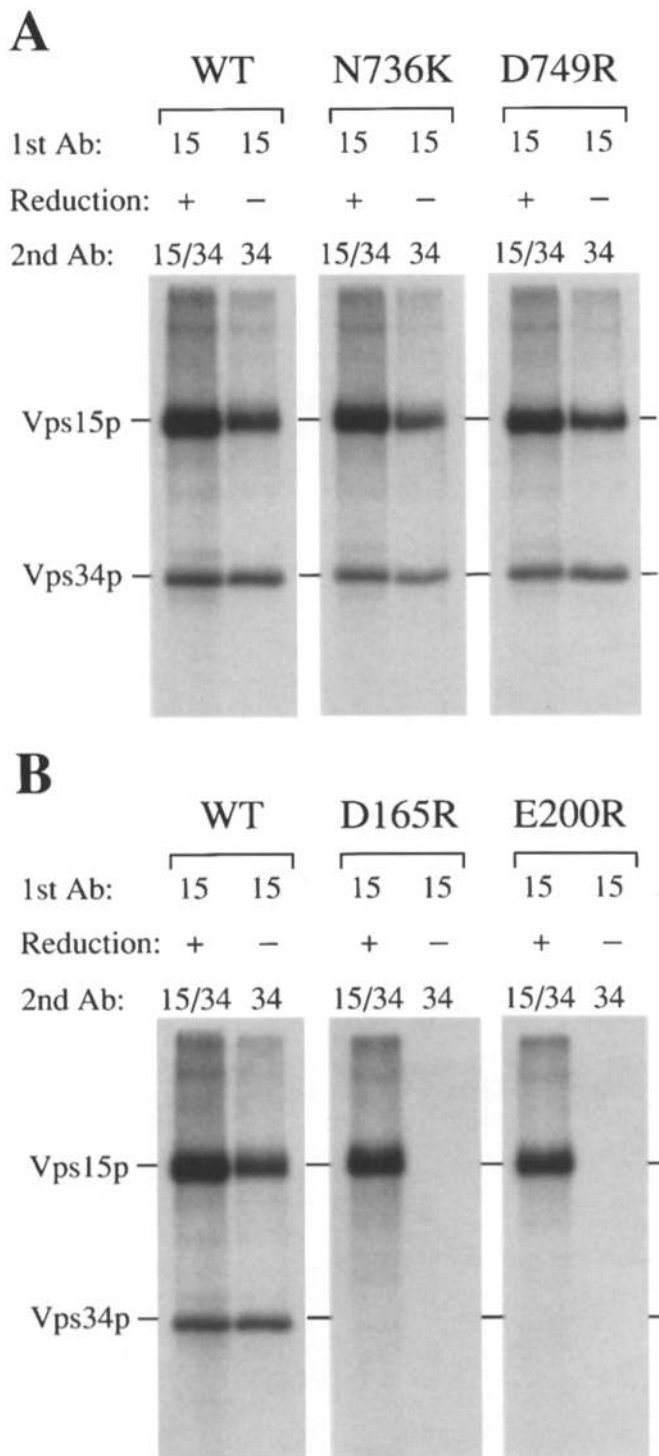 A
WT N736K D749R
1st Ab: 15 15 15 15 15 15
Reduction: + − + − + −
2nd Ab: 15/34 34 15/34 34 15/34 34
Vps15p
Vps34p
B
WT D165R E200R
1st Ab: 15 15 15 15 15 15
Reduction: + − + − + −
2nd Ab: 15/34 34 15/34 34 15/34 34
Vps15p
Vps34p